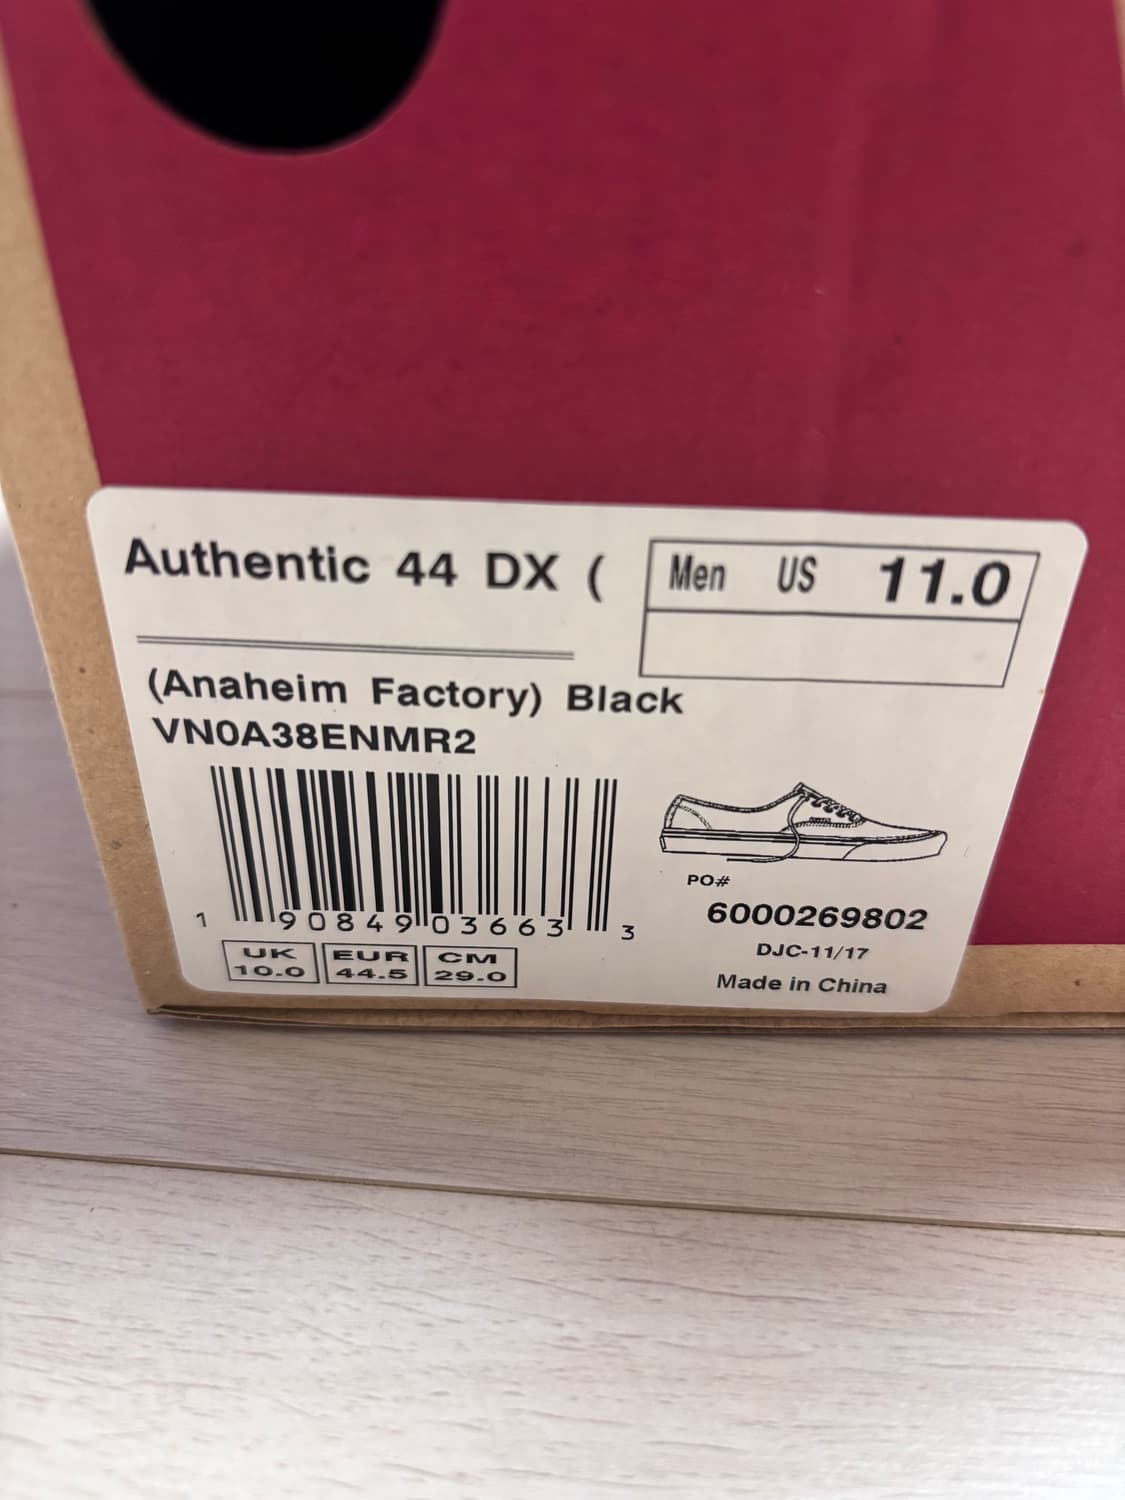 Authentic 44 DX (
Men US 11.0
(Anaheim Factory) Black
VN0A38ENMR2
1 90849 03663 3
UK EUR CM
10.0 44.5 29.0
PO#
6000269802
DJC-11/17
Made in China